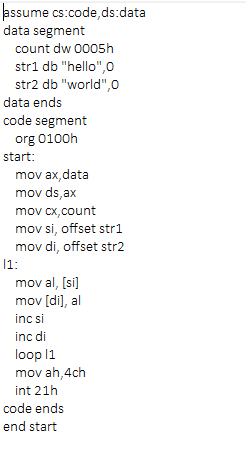 assume cs:code,ds:data
data segment
count dw 0005h
str1 db "hello",0
str2 db "world",0
data ends
code segment
org 0100h
start:
mov ax,data
mov ds,ax
mov cx,count
mov si, offset str1
mov di, offset str2
l1:
mov al, [si]
mov [di], al
inc si
inc di
loop l1
mov ah,4ch
int 21h
code ends
end start